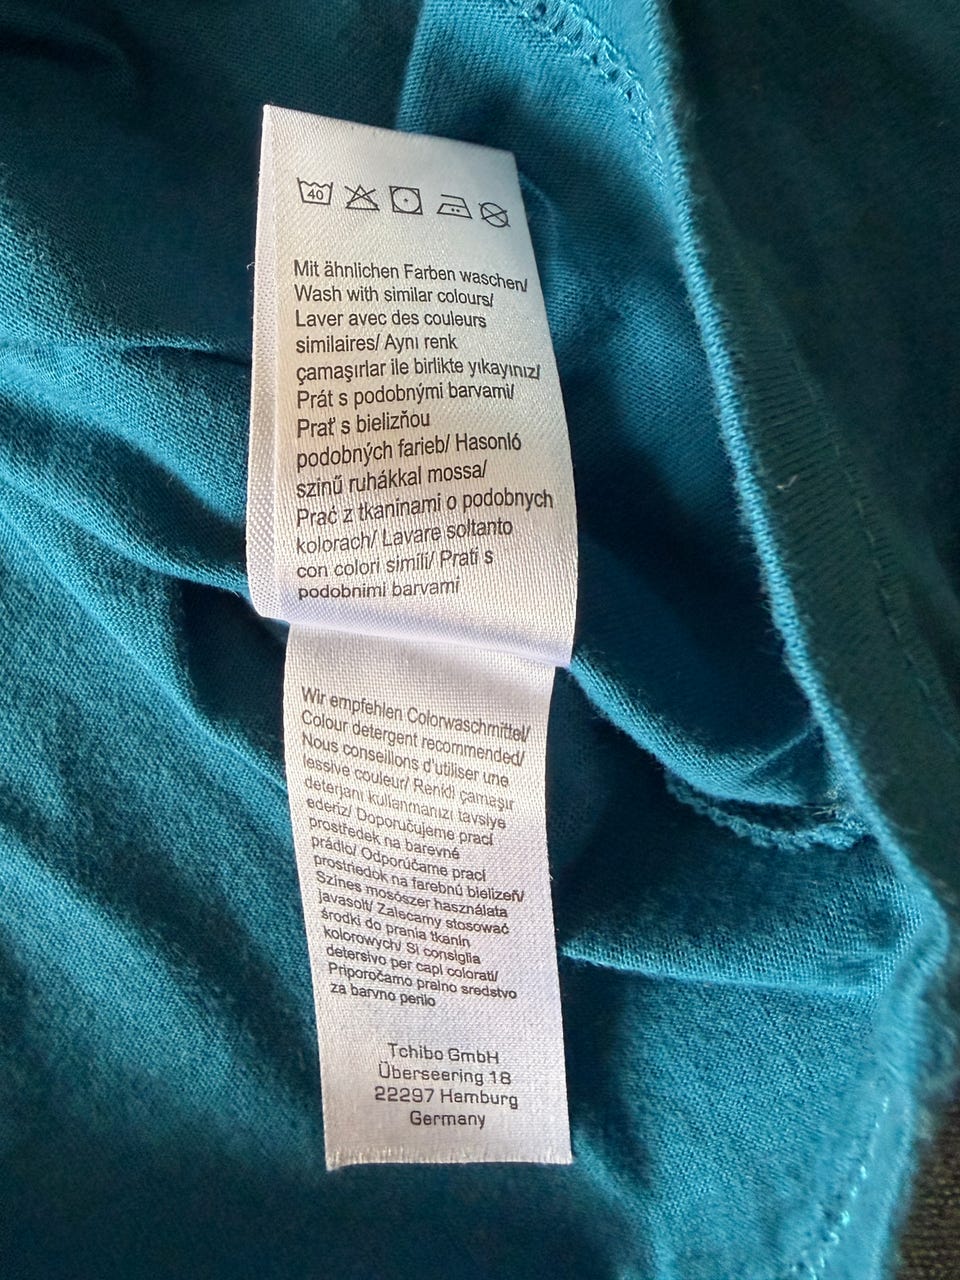 40
Mit ähnlichen Farben waschen/
Wash with similar colours/
Laver avec des couleurs
similaires/ Aynı renk
çamaşırlar ile birlikte yıkayınız/
Prát s podobnými barvami/
Prať s bielizňou
podobných farieb/ Hasonló
színű ruhákkal mossa/
Prać z tkaninami o podobnych
kolorach/ Lavare soltanto
con colori simili/ Prati s
podobnimi barvami
Wir empfehlen Colorwaschmittel/
Colour detergent recommended/
Nous conseillons d'utiliser une
lessive couleur/ Renkli çamaşır
deterjanı kullanmanızı tavsiye
ederiz/ Doporučujeme prací
prostředek na barevné
prádlo/ Odporúčame prací
prostriedok na farebnú bielizeň/
Színes mosószer használata
javasolt/ Zalecamy stosować
środki do prania tkanin
kolorowych/ Si consiglia
detersivo per capi colorati/
Priporočamo pralno sredstvo
za barvno perilo
Tchibo GmbH
Überseering 18
22297 Hamburg
Germany